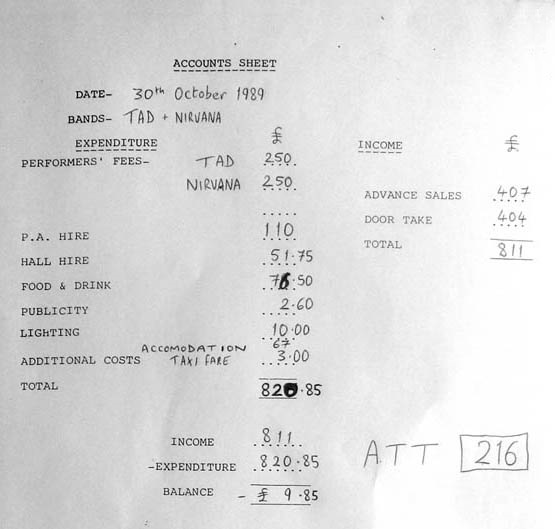 ACCOUNTS SHEET
DATE- 30th October 1989
BANDS- TAD + NIRVANA
EXPENDITURE £
PERFORMERS' FEES- TAD 250.
NIRVANA 250.
P.A. HIRE 110
HALL HIRE 51.75
FOOD & DRINK 76.50
PUBLICITY 2.60
LIGHTING 10.00
ACCOMODATION 67
ADDITIONAL COSTS TAXI FARE 3.00
TOTAL 820.85
INCOME £
ADVANCE SALES 407
DOOR TAKE 404
TOTAL 811
INCOME 811.
-EXPENDITURE 820.85
BALANCE - £ 9.85
ATT 216